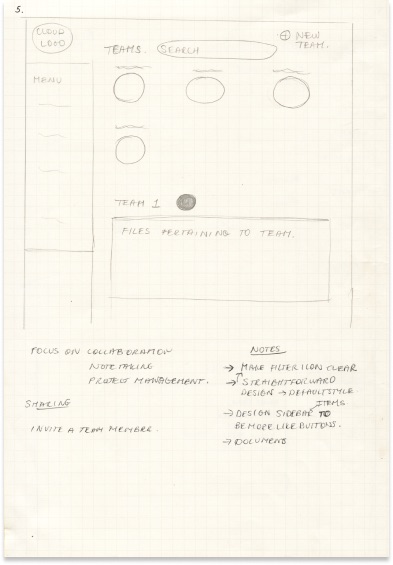 5.
CLOUD
LOGO
TEAMS.
SEARCH
NEW
TEAM.
MENU
TEAM 1
FILES PERTAINING TO TEAM.
FOCUS ON COLLABORATION
NOTE TAKING
PROJECT MANAGEMENT.
SHARING
INVITE A TEAM MEMBER.
NOTES
→ MAKE FILTER ICON CLEAR
→ STRAIGHTFORWARD
DESIGN → DEFAULT STYLE
ITEMS
→ DESIGN SIDEBAR TO
BE MORE LIKE BUTTONS.
→ DOCUMENT